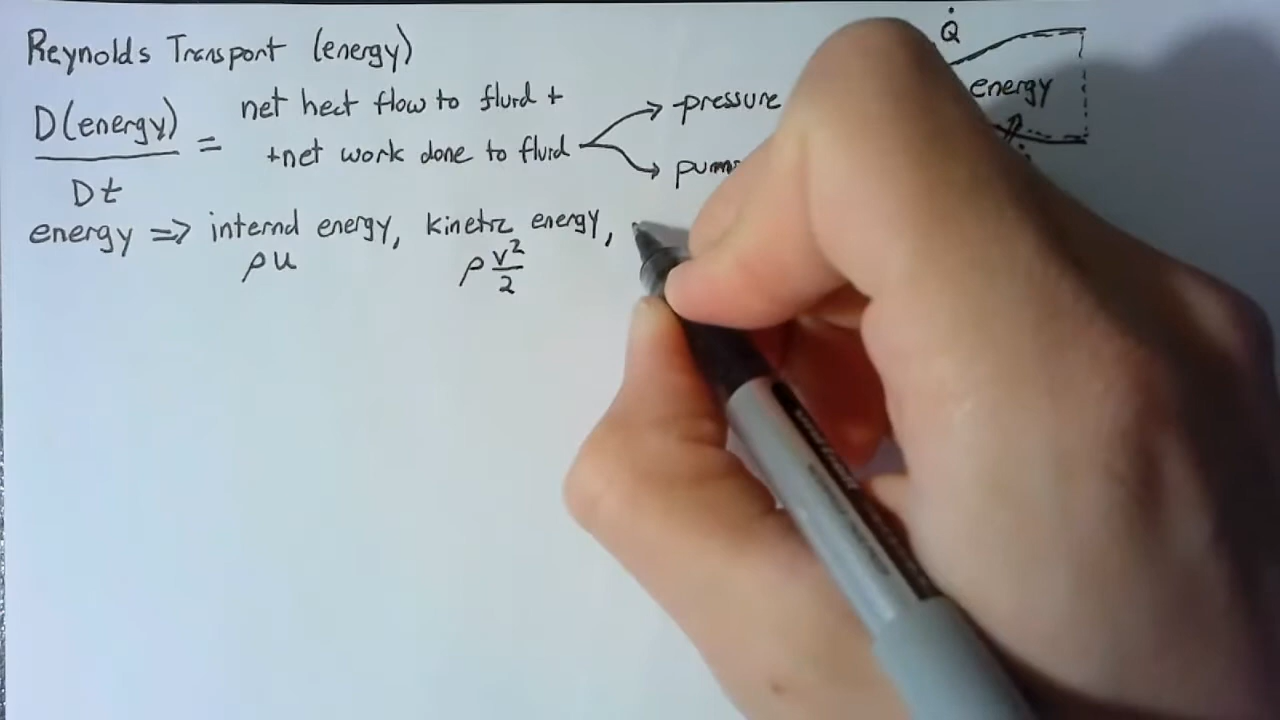 Reynolds Transport (energy)
Q̇
D(energy)
Dt
=
net heat flow to fluid +
+net work done to fluid
pressure
energy
energy => internal energy, kinetic energy,
ρu
ρ v²/2